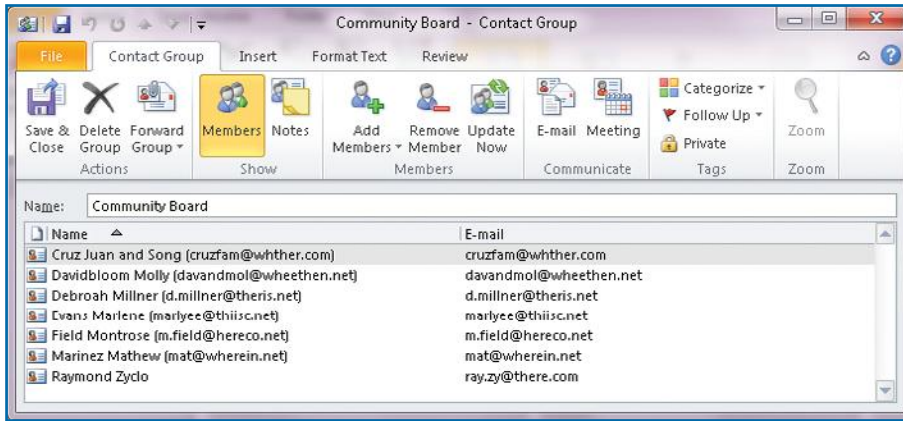 Community Board - Contact Group
File Contact Group Insert Format Text Review
Save & Close Delete Group Forward Group Members Notes Add Members Remove Member Update Now E-mail Meeting Categorize Follow Up Private Zoom
Actions Show Members Communicate Tags Zoom
Name: Community Board
Name E-mail
Cruz Juan and Song (cruzfam@whther.com) cruzfam@whther.com
Davidbloom Molly (davandmol@wheethen.net) davandmol@wheethen.net
Debroah Millner (d.millner@theris.net) d.millner@theris.net
Evans Marlene (marlyee@thiisc.net) marlyee@thiisc.net
Field Montrose (m.field@hereco.net) m.field@hereco.net
Marinez Mathew (mat@wherein.net) mat@wherein.net
Raymond Zyclo ray.zy@there.com